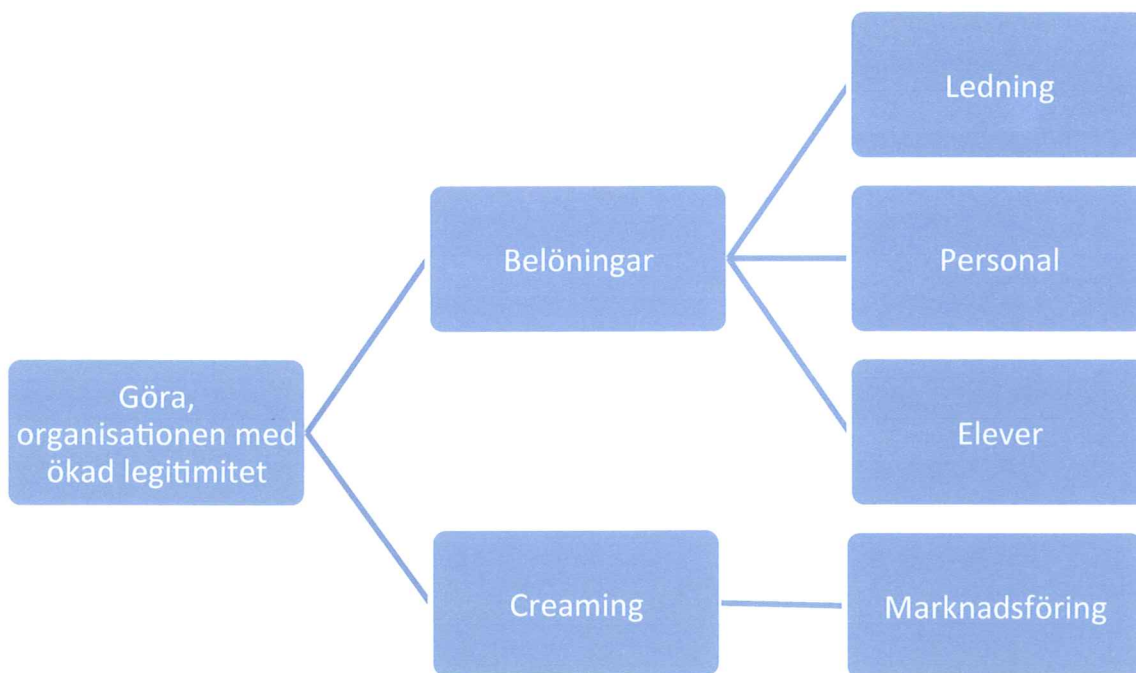 Ledning
Belöningar
Personal
Göra,
organisationen med
ökad legitimitet
Elever
Creaming
Marknadsföring